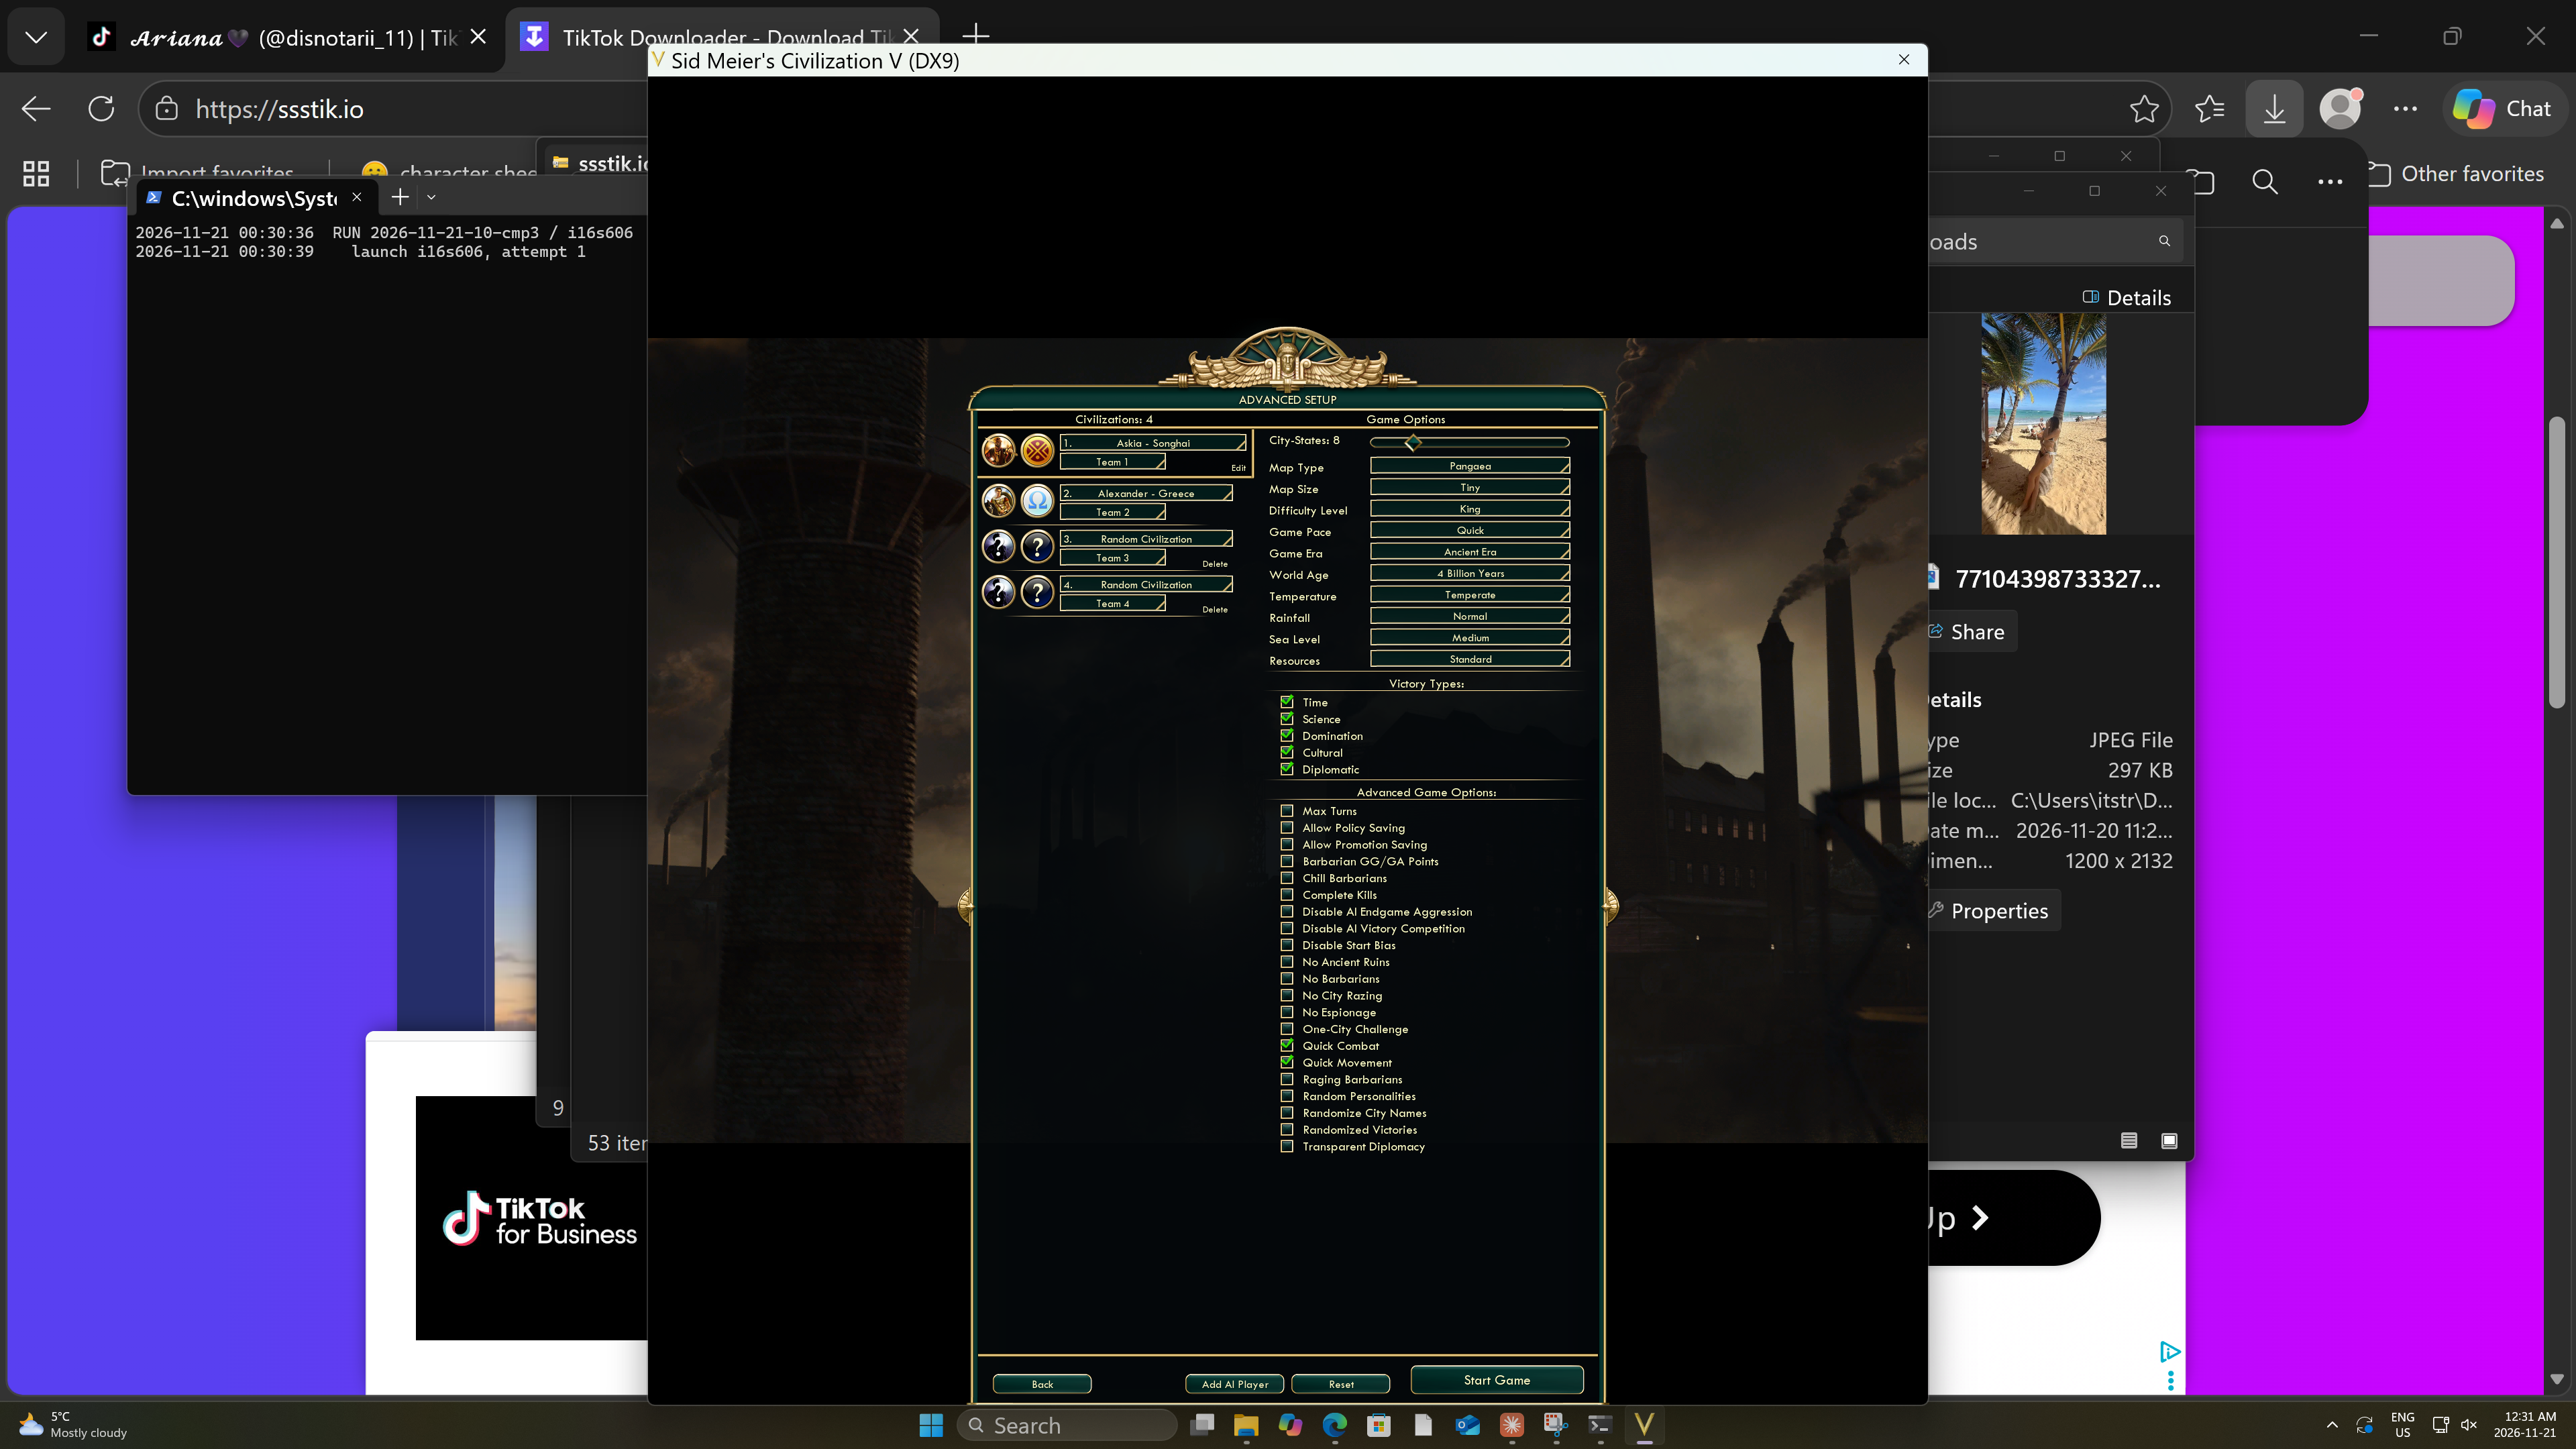 𝓐𝓻𝓲𝓪𝓷𝓪🖤 (@disnotarii_11) | Tik
TikTok Downloader - Download Tik
https://ssstik.io
Chat
Import favorites
character shee
Other favorites
ssstik.io
C:\windows\Syste
2026-11-21 00:30:36  RUN 2026-11-21-10-cmp3 / i16s606
2026-11-21 00:30:39    launch i16s606, attempt 1
Sid Meier's Civilization V (DX9)
ADVANCED SETUP
Civilizations: 4
1. Askia - Songhai
Team 1
Edit
2. Alexander - Greece
Team 2
3. Random Civilization
Team 3
Delete
4. Random Civilization
Team 4
Delete
Game Options
City-States: 8
Map Type Pangaea
Map Size Tiny
Difficulty Level King
Game Pace Quick
Game Era Ancient Era
World Age 4 Billion Years
Temperature Temperate
Rainfall Normal
Sea Level Medium
Resources Standard
Victory Types:
Time
Science
Domination
Cultural
Diplomatic
Advanced Game Options:
Max Turns
Allow Policy Saving
Allow Promotion Saving
Barbarian GG/GA Points
Chill Barbarians
Complete Kills
Disable AI Endgame Aggression
Disable AI Victory Competition
Disable Start Bias
No Ancient Ruins
No Barbarians
No City Razing
No Espionage
One-City Challenge
Quick Combat
Quick Movement
Raging Barbarians
Random Personalities
Randomize City Names
Randomized Victories
Transparent Diplomacy
Back
Add AI Player
Reset
Start Game
oads
Details
77104398733327...
Share
etails
ype JPEG File
ize 297 KB
ile loc... C:\Users\itstr\D...
ate m... 2026-11-20 11:2...
imen... 1200 x 2132
Properties
9
53 iter
TikTok
for Business
Up
5°C
Mostly cloudy
Search
ENG
US
12:31 AM
2026-11-21